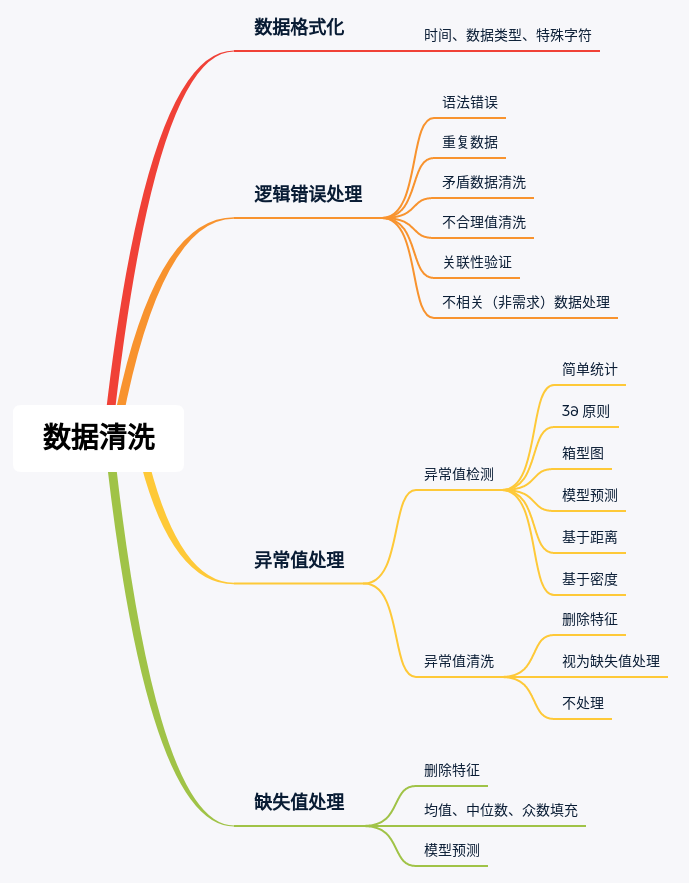 数据清洗
数据格式化
时间、数据类型、特殊字符
逻辑错误处理
语法错误
重复数据
矛盾数据清洗
不合理值清洗
关联性验证
不相关（非需求）数据处理
异常值处理
异常值检测
简单统计
3∂ 原则
箱型图
模型预测
基于距离
基于密度
异常值清洗
删除特征
视为缺失值处理
不处理
缺失值处理
删除特征
均值、中位数、众数填充
模型预测